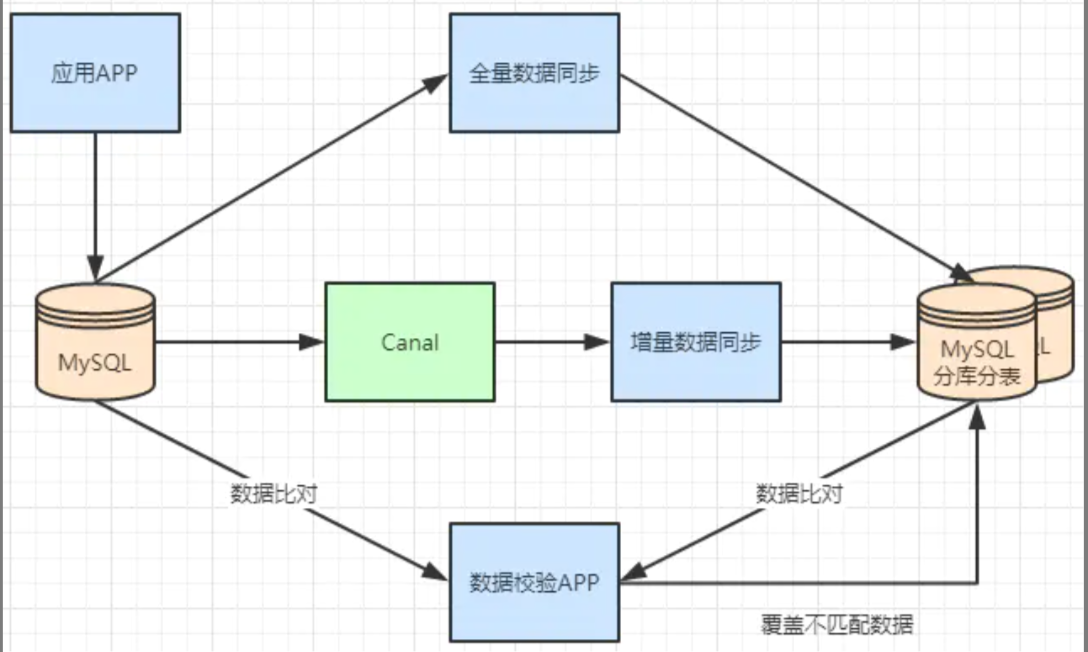 应用APP
全量数据同步
MySQL
Canal
增量数据同步
MySQL
分库分表
数据比对
数据比对
数据校验APP
覆盖不匹配数据